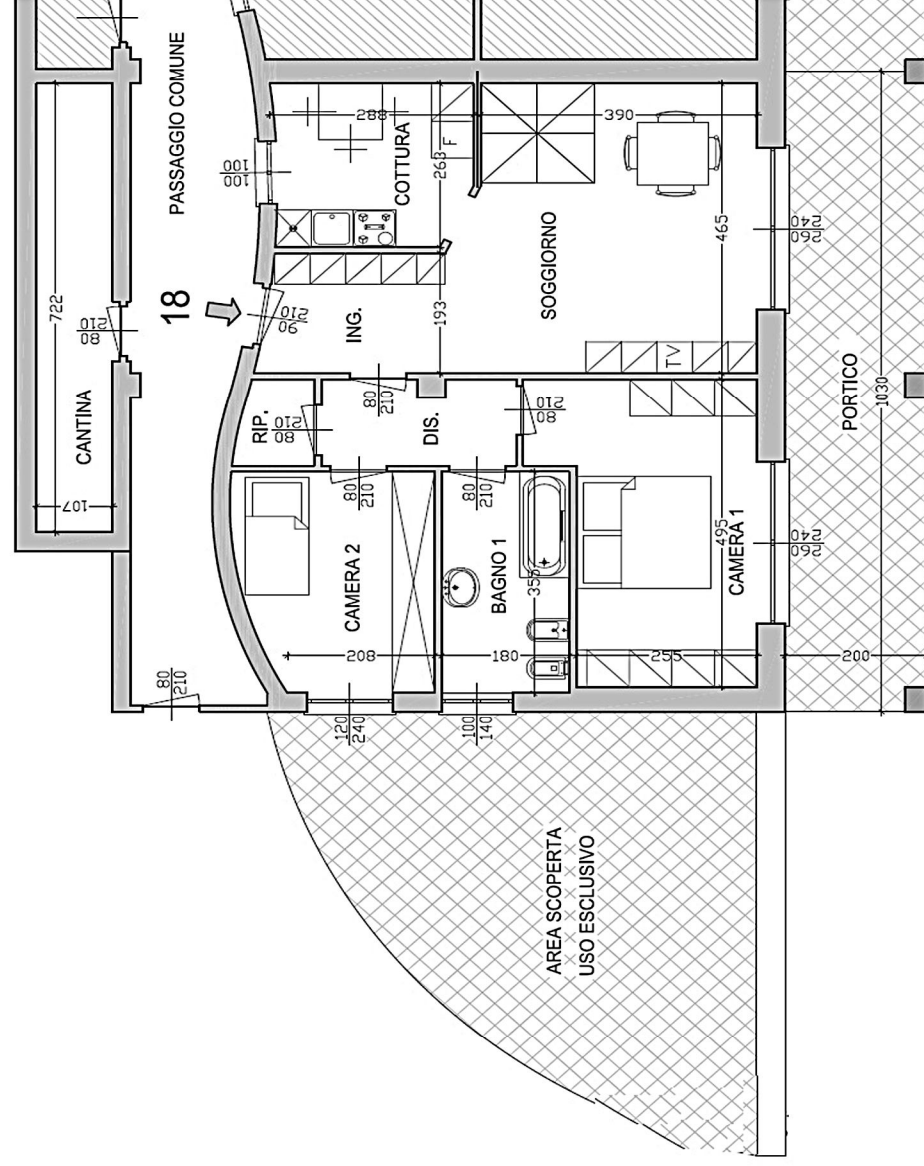 PASSAGGIO COMUNE
100
100
288
COTTURA
263
F
390
465
240
260
722
80
210
CANTINA
107
18
90
210
ING.
193
SOGGIORNO
TV
PORTICO
1030
RIP.
80
210
80
210
DIS.
80
210
80
210
80
210
CAMERA 2
BAGNO 1
355
495
CAMERA 1
240
260
208
180
255
200
80
210
120
240
100
140
AREA SCOPERTA
USO ESCLUSIVO